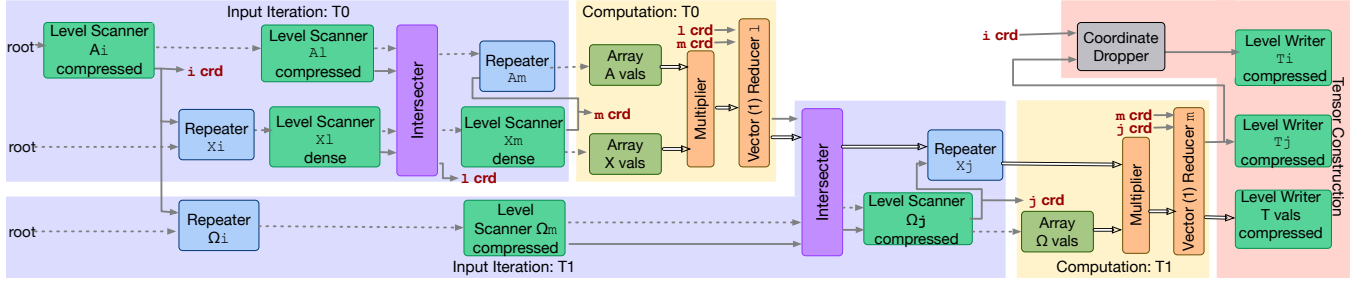 Input Iteration: T0
root
Level Scanner
Ai
compressed
i crd
Level Scanner
Al
compressed
Intersecter
Repeater
Am
root
Repeater
Xi
Level Scanner
Xl
dense
l crd
Level Scanner
Xm
dense
m crd
Computation: T0
l crd
m crd
Array
A vals
Array
X vals
Multiplier
Vector (1) Reducer l
root
Repeater
Ωi
Level
Scanner Ωm
compressed
Input Iteration: T1
Intersecter
Repeater
Xj
Level Scanner
Ωj
compressed
j crd
Array
Ω vals
m crd
j crd
Multiplier
Vector (1) Reducer m
Computation: T1
i crd
Coordinate
Dropper
Level Writer
Ti
compressed
Level Writer
Tj
compressed
Level Writer
T vals
compressed
Tensor Construction